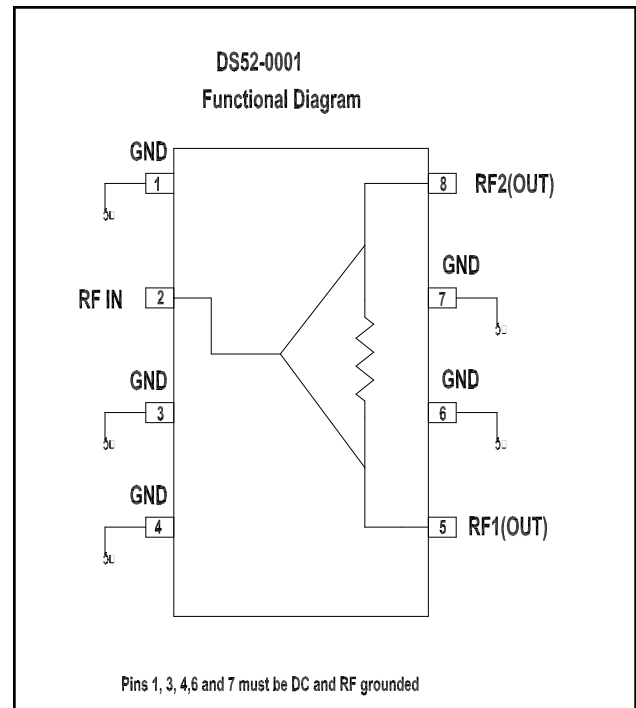 DS52-0001
Functional Diagram
GND
1
8 RF2(OUT)
RF IN 2
GND
7
GND
3
GND
6
GND
4
5 RF1(OUT)
Pins 1, 3, 4,6 and 7 must be DC and RF grounded